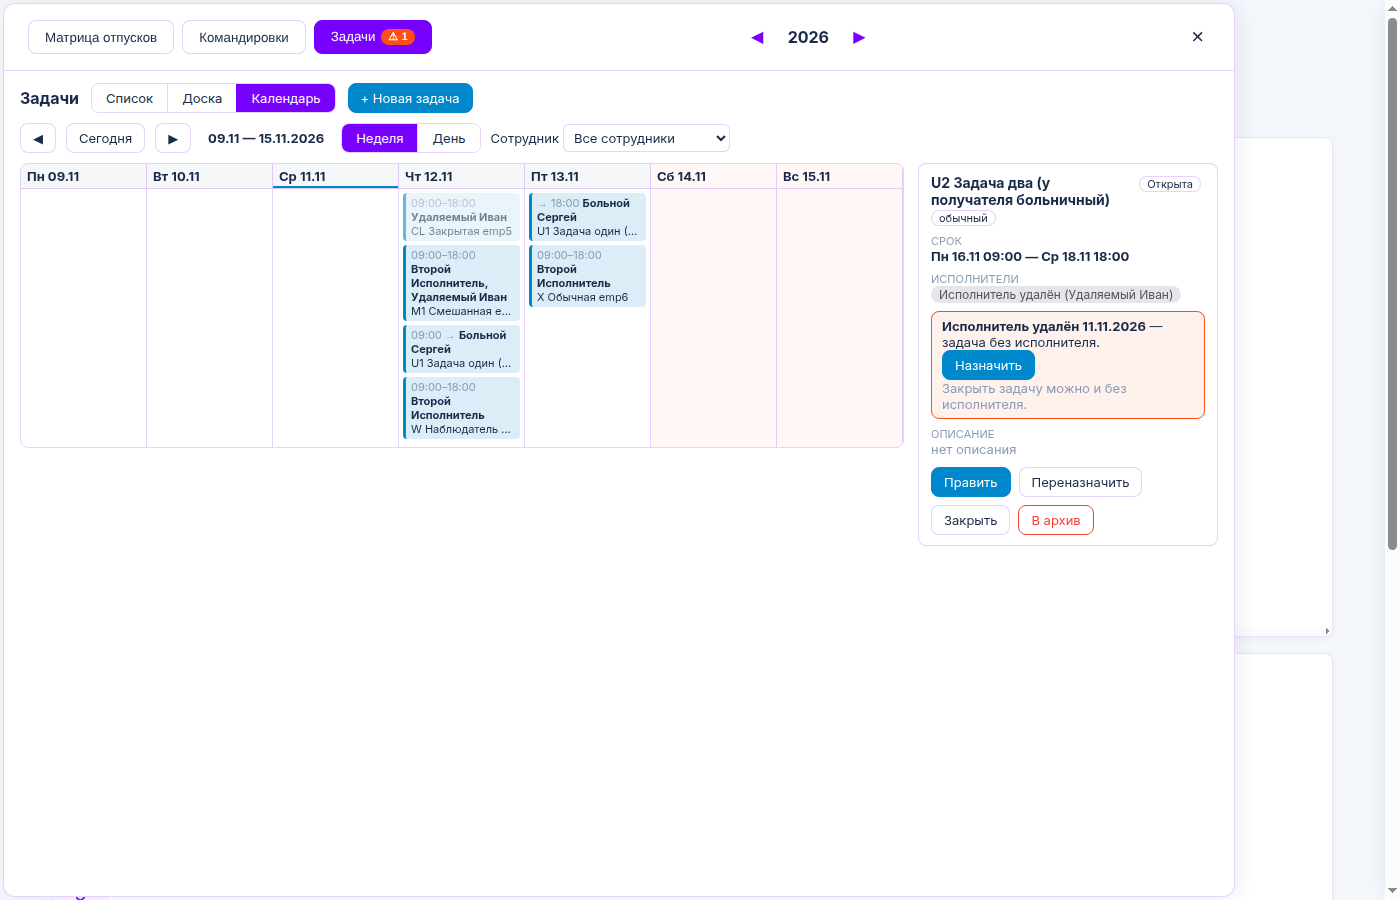 Матрица отпусков
Командировки
Задачи ⚠ 1
◀ 2026 ▶
✕
Задачи
Список
Доска
Календарь
+ Новая задача
◀
Сегодня
▶
09.11 — 15.11.2026
Неделя
День
Сотрудник
Все сотрудники
Пн 09.11
Вт 10.11
Ср 11.11
Чт 12.11
Пт 13.11
Сб 14.11
Вс 15.11
09:00–18:00
Удаляемый Иван
CL Закрытая emp5
09:00–18:00
Второй
Исполнитель,
Удаляемый Иван
M1 Смешанная е...
09:00 → Больной
Сергей
U1 Задача один (...
09:00–18:00
Второй
Исполнитель
W Наблюдатель ...
→ 18:00 Больной
Сергей
U1 Задача один (...
09:00–18:00
Второй
Исполнитель
X Обычная emp6
U2 Задача два (у
получателя больничный)
Открыта
обычный
СРОК
Пн 16.11 09:00 — Ср 18.11 18:00
ИСПОЛНИТЕЛИ
Исполнитель удалён (Удаляемый Иван)
Исполнитель удалён 11.11.2026 —
задача без исполнителя.
Назначить
Закрыть задачу можно и без
исполнителя.
ОПИСАНИЕ
нет описания
Править
Переназначить
Закрыть
В архив